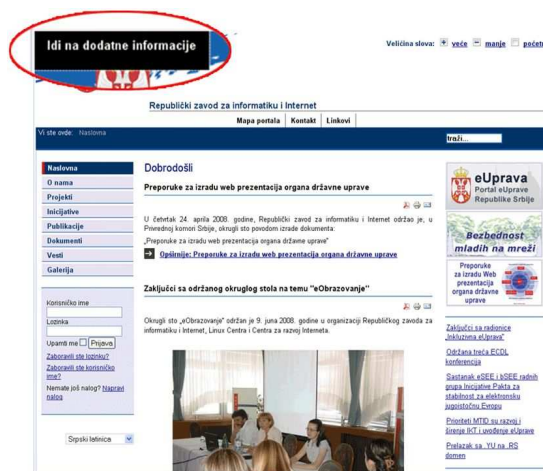 Idi na dodatne informacije
Veličina slova: + veće - manje počet
Republički zavod za informatiku i Internet
Mapa portala | Kontakt | Linkovi
Vi ste ovde: Naslovna
traži...
Naslovna
O nama
Projekti
Inicijative
Publikacije
Dokumenti
Vesti
Galerija
Korisničko ime
Lozinka
Upamti me Prijava
Zaboravili ste lozinku?
Zaboravili ste korisničko
ime?
Nemate još nalog? Napravi
nalog
Srpski latinica
Dobrodošli
Preporuke za izradu web prezentacija organa državne uprave
U četvrtak 24. aprila 2008. godine, Republički zavod za informatiku i Internet održao je, u
Privrednoj komori Srbije, okrugli sto povodom izrade dokumenta:
„Preporuke za izradu web prezentacija organa državne uprave"
Opširnije: Preporuke za izradu web prezentacija organa državne uprave
Zaključci sa održanog okruglog stola na temu "eObrazovanje"
Okrugli sto „eObrazovanje" održan je 9. juna 2008. godine u organizaciji Republičkog zavoda za
informatiku i Internet, Linux Centra i Centra za razvoj Interneta.
eUprava
Portal eUprave
Republike Srbije
Bezbednost
mladih na mreži
Preporuke
za izradu Web
prezentacija
organa državne
uprave
Zaključci sa radionice
„Inkluzivna eUprava"
Održana treća ECDL
konferencija
Sastanak eSEE i bSEE radnih
grupa Inicijative Pakta za
stabilnost za elektronsku
jugoistočnu Evropu
Prioriteti MTID su razvoj i
širenje IKT i uvođenje eUprave
Prelazak sa .YU na .RS
domen